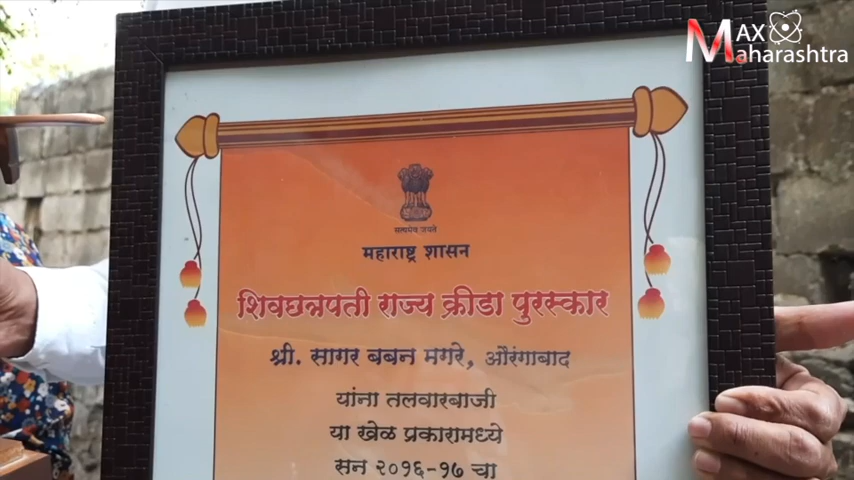 MAX
Maharashtra
सत्यमेव जयते
महाराष्ट्र शासन
शिवछत्रपती राज्य क्रीडा पुरस्कार
श्री. सागर बबन मगरे, औरंगाबाद
यांना तलवारबाजी
या खेळ प्रकारामध्ये
सन २०१६-१७ चा